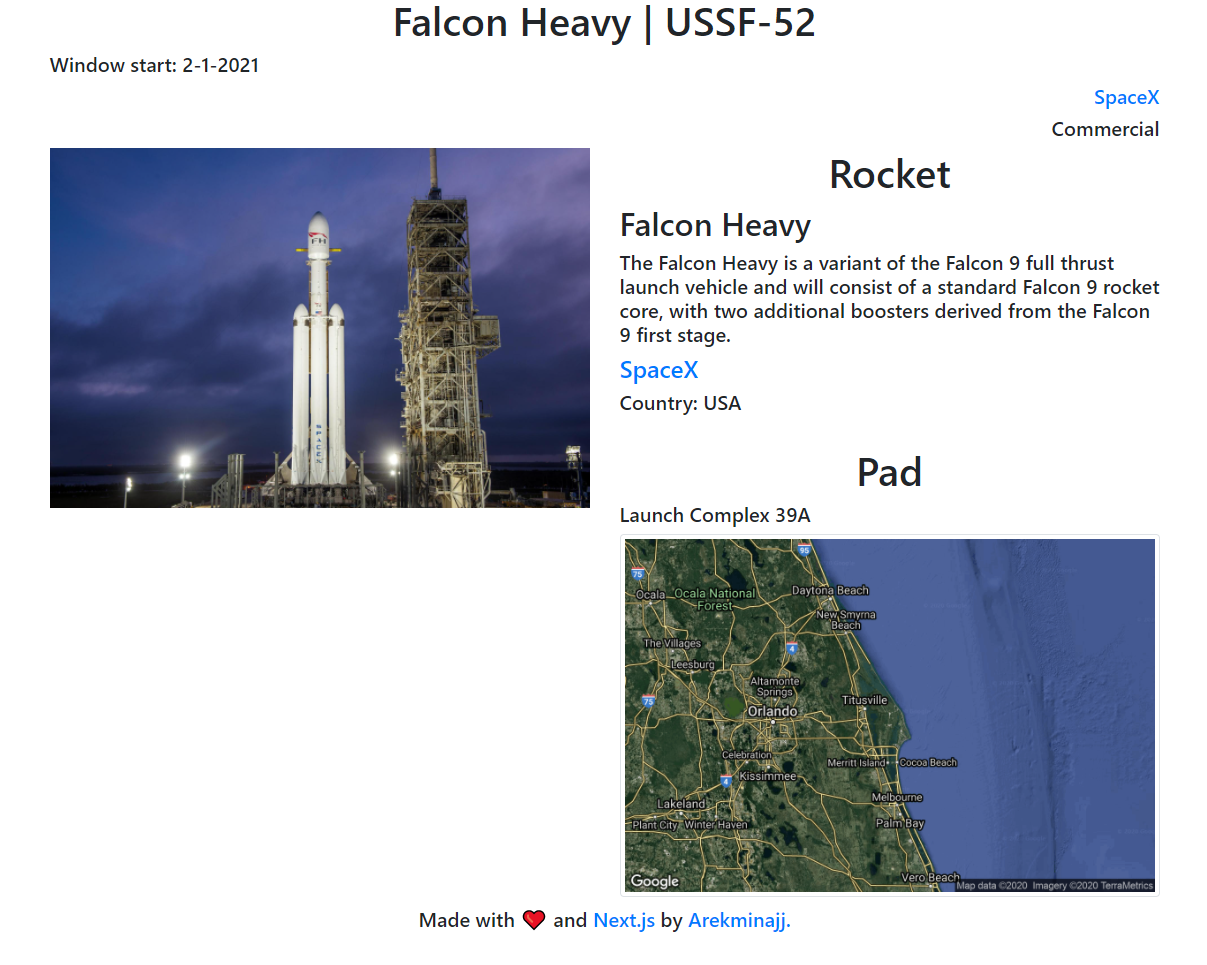 Falcon Heavy | USSF-52
Window start: 2-1-2021
SpaceX
Commercial
FH
SPACEX
Rocket
Falcon Heavy
The Falcon Heavy is a variant of the Falcon 9 full thrust
launch vehicle and will consist of a standard Falcon 9 rocket
core, with two additional boosters derived from the Falcon
9 first stage.
SpaceX
Country: USA
Pad
Launch Complex 39A
95
75
Ocala
Ocala National
Forest
Daytona Beach
New Smyrna
Beach
The Villages
4
Leesburg
Altamonte
Springs
75
Titusville
Orlando
Celebration
Merritt Island
Cocoa Beach
4
Kissimmee
Lakeland
Melbourne
Plant City
Winter Haven
Palm Bay
Vero Beach
Google
Map data ©2020 Imagery ©2020 TerraMetrics
Made with ❤ and Next.js by Arekminajj.